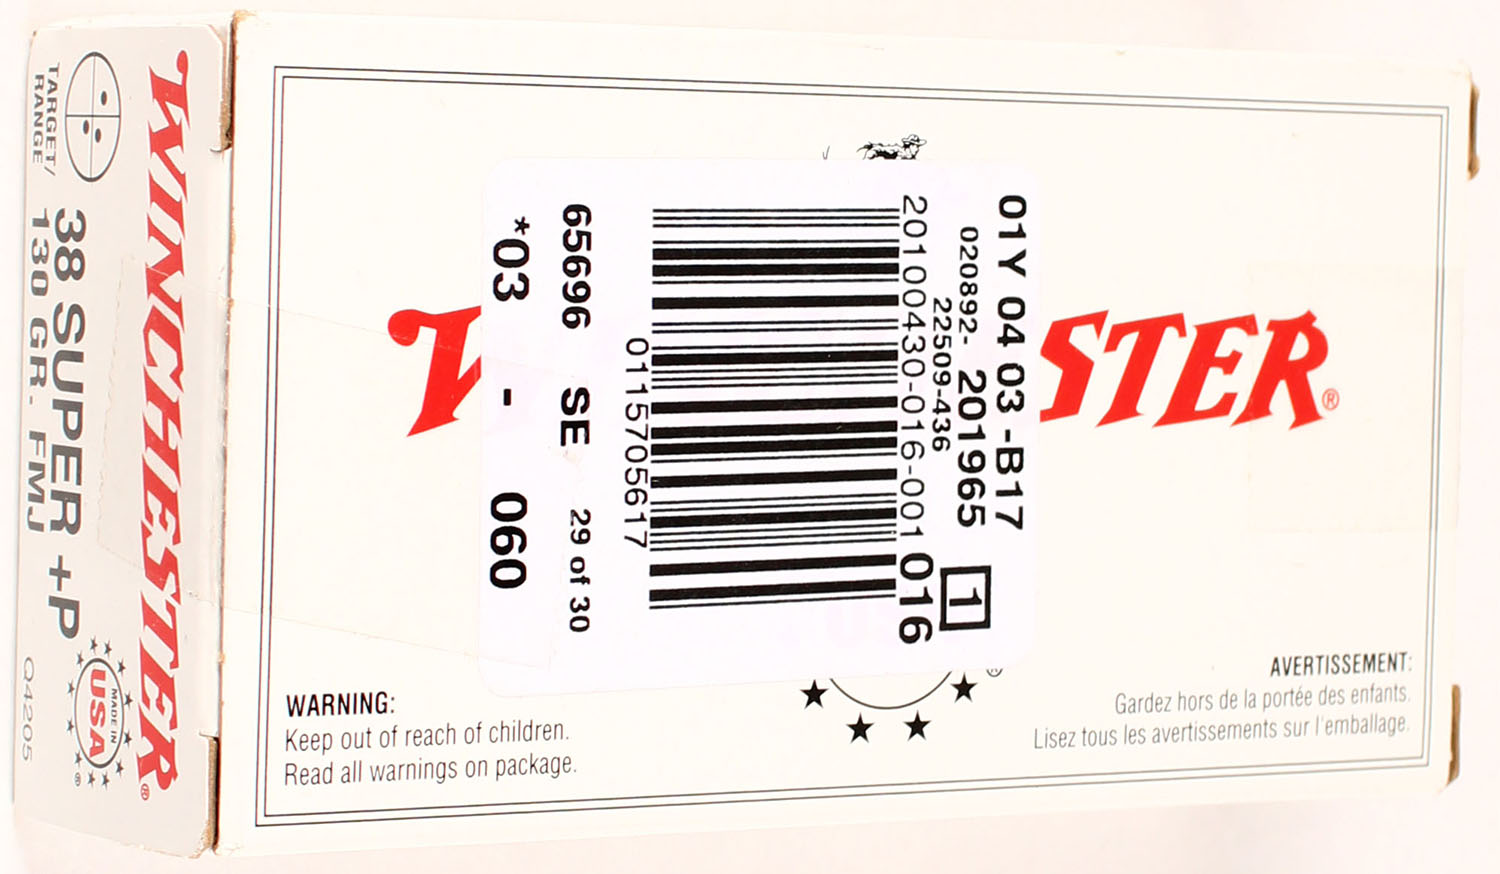 WINCHESTER®
38 SUPER +P
130 GR. FMJ
TARGET/
RANGE
MADE IN
USA
®
Q4205
STER®
01Y 04 03 -B17
020892- 201965 1
22509-436
20100430-016-001 016
0115705617
65696 SE 29 of 30
*03 - 060
®
WARNING:
Keep out of reach of children.
Read all warnings on package.
AVERTISSEMENT:
Gardez hors de la portée des enfants.
Lisez tous les avertissements sur l'emballage.